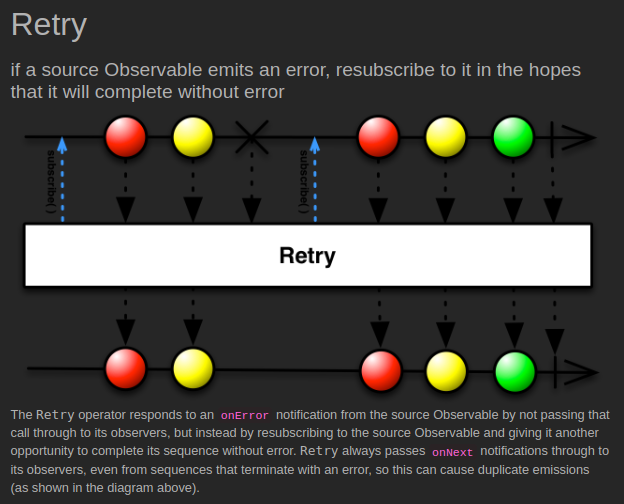 Retry
if a source Observable emits an error, resubscribe to it in the hopes
that it will complete without error
subscribe( )
subscribe( )
Retry
The Retry operator responds to an onError notification from the source Observable by not passing that
call through to its observers, but instead by resubscribing to the source Observable and giving it another
opportunity to complete its sequence without error. Retry always passes onNext notifications through to
its observers, even from sequences that terminate with an error, so this can cause duplicate emissions
(as shown in the diagram above).